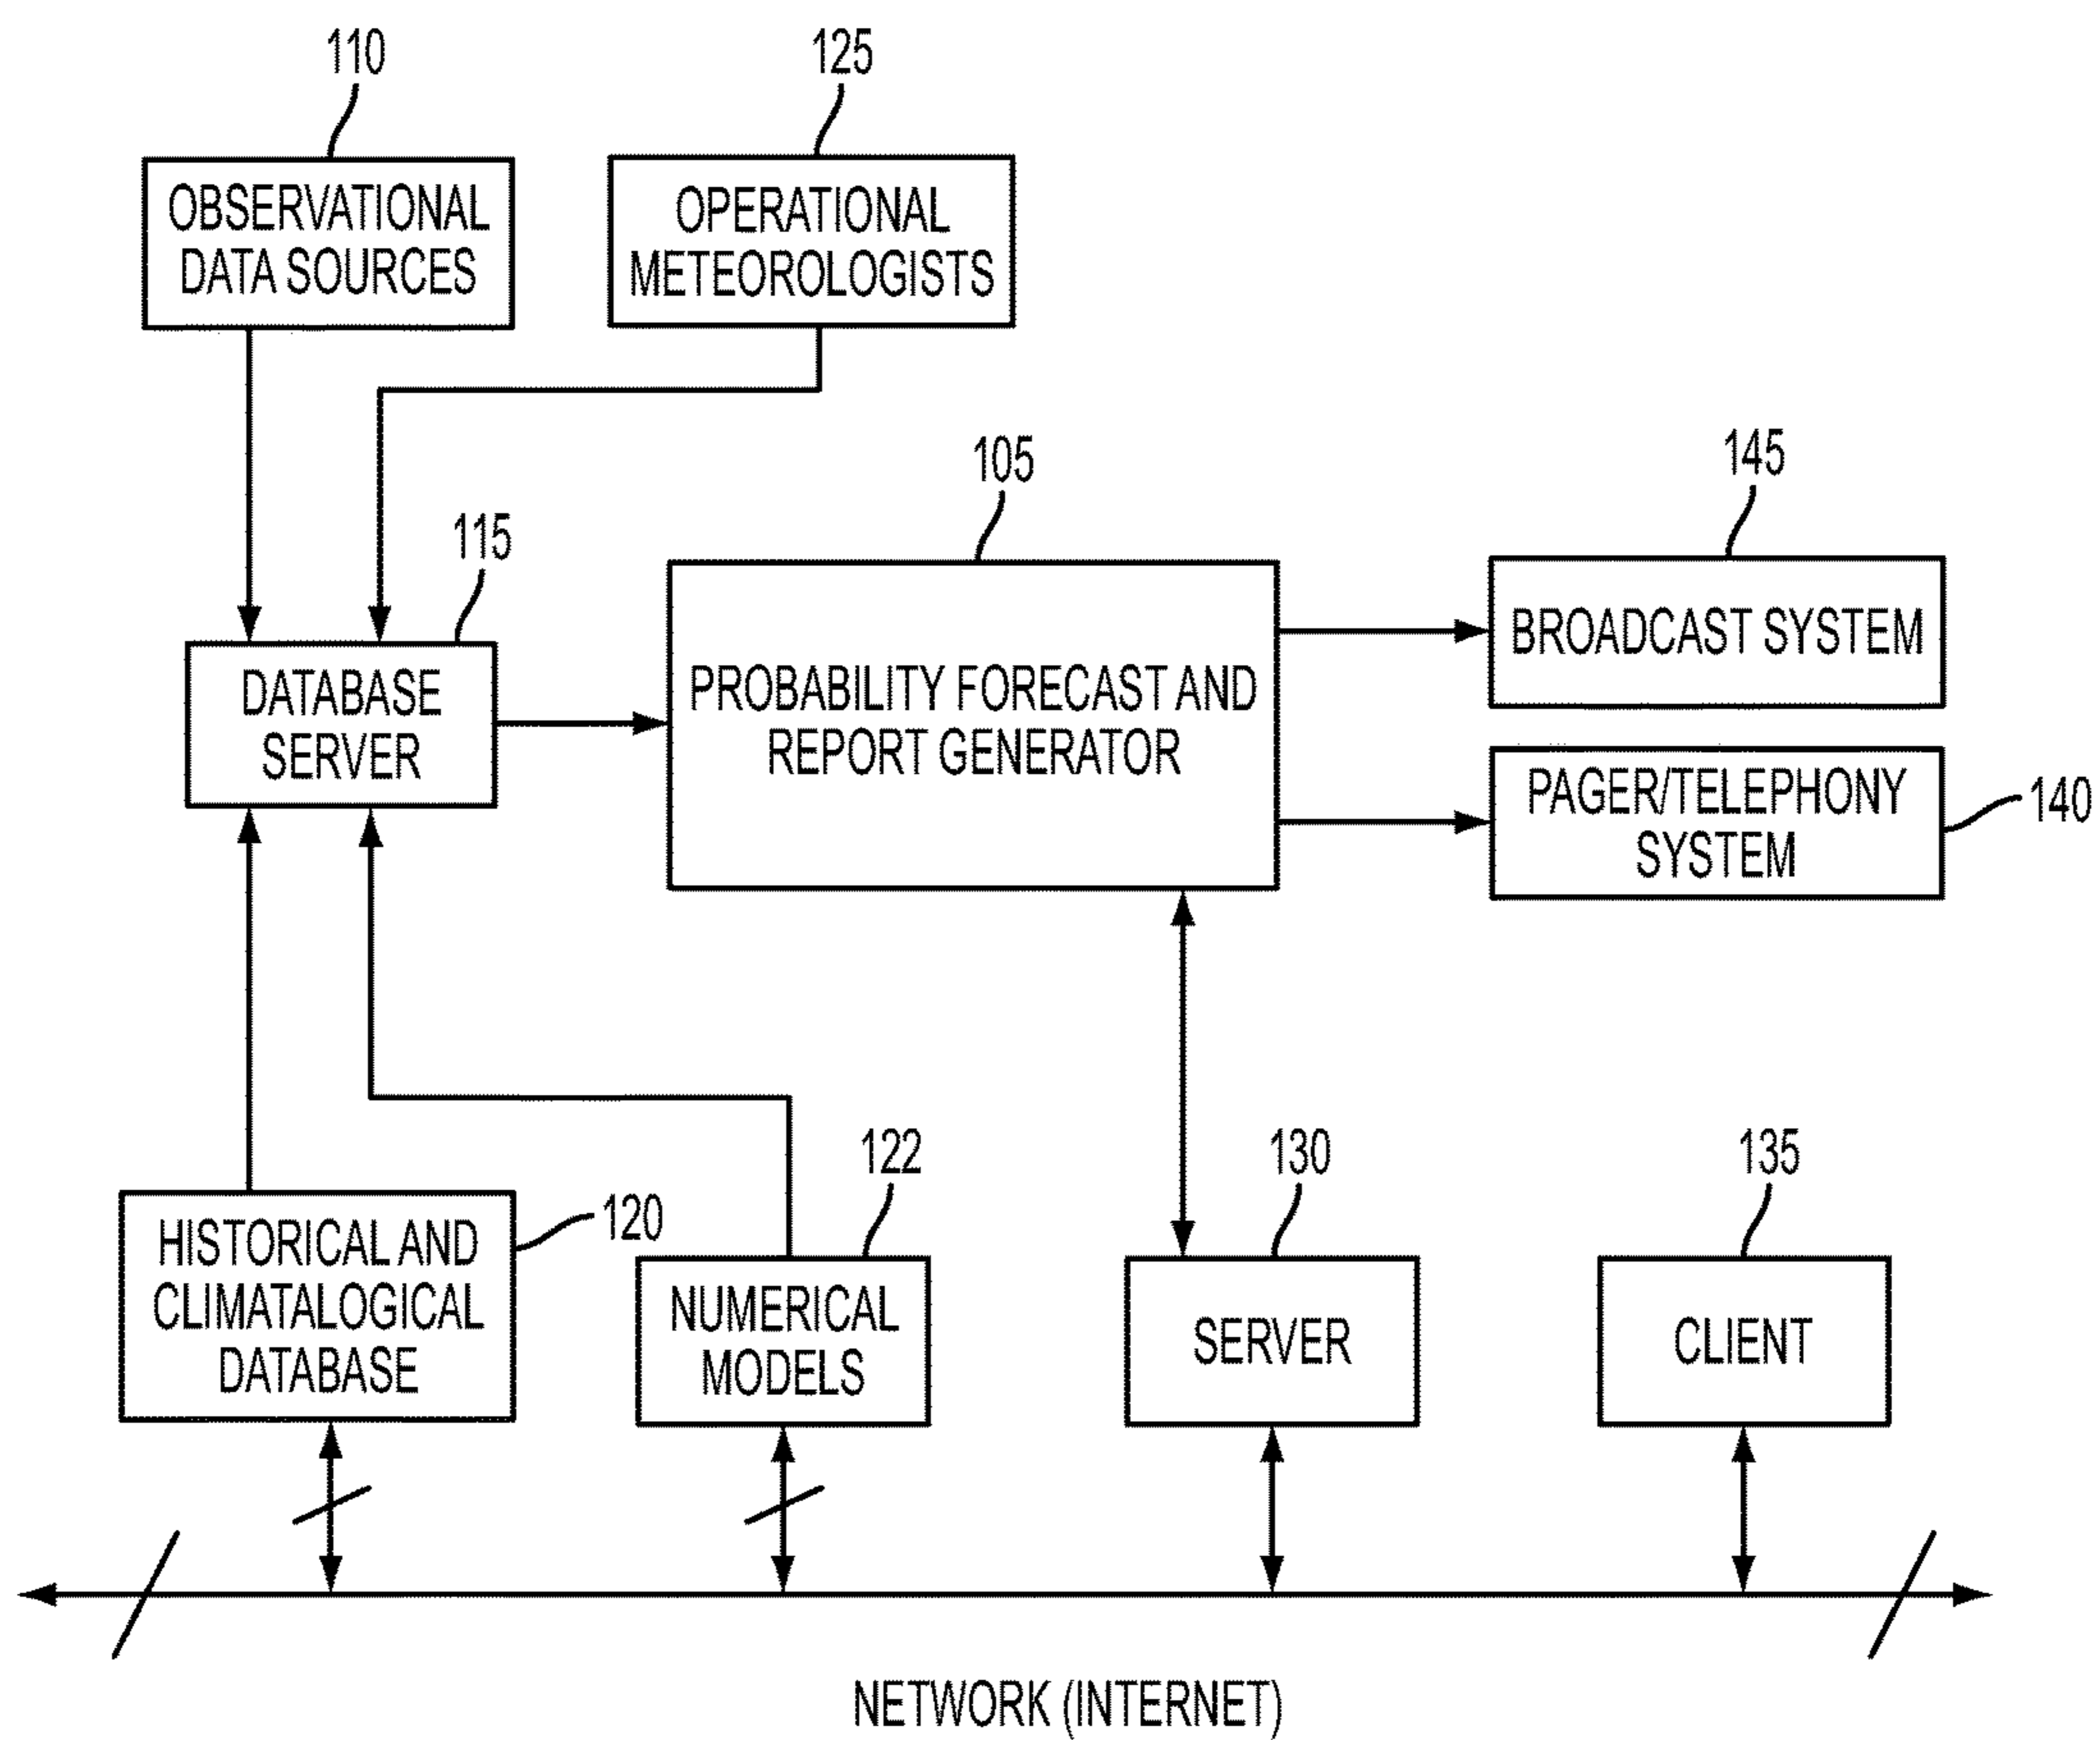 110
125
OBSERVATIONAL
DATA SOURCES
OPERATIONAL
METEOROLOGISTS
105
145
115
DATABASE
SERVER
PROBABILITY FORECAST AND
REPORT GENERATOR
BROADCAST SYSTEM
PAGER/TELEPHONY
SYSTEM
140
122
130
135
HISTORICAL AND
CLIMATALOGICAL
DATABASE
120
NUMERICAL
MODELS
SERVER
CLIENT
NETWORK (INTERNET)